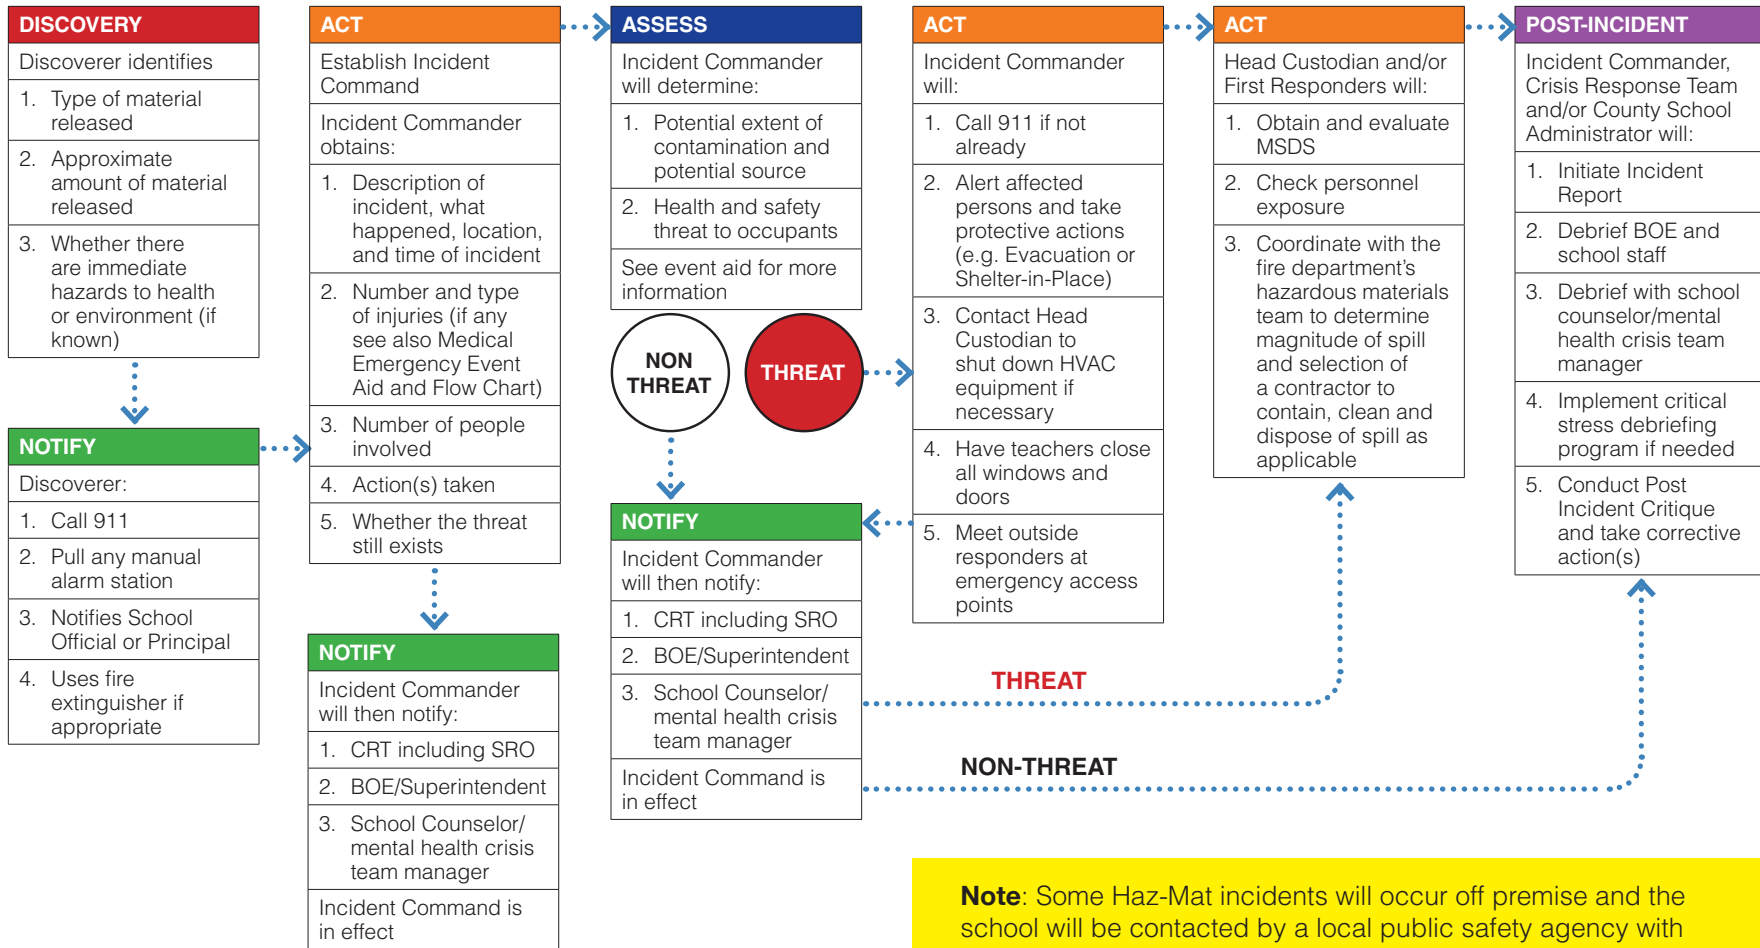 DISCOVERY
Discoverer identifies
1. Type of material
released
2. Approximate
amount of material
released
3. Whether there
are immediate
hazards to health
or environment (if
known)
NOTIFY
Discoverer:
1. Call 911
2. Pull any manual
alarm station
3. Notifies School
Official or Principal
4. Uses fire
extinguisher if
appropriate
ACT
Establish Incident
Command
Incident Commander
obtains:
1. Description of
incident, what
happened, location,
and time of incident
2. Number and type
of injuries (if any
see also Medical
Emergency Event
Aid and Flow Chart)
3. Number of people
involved
4. Action(s) taken
5. Whether the threat
still exists
NOTIFY
Incident Commander
will then notify:
1. CRT including SRO
2. BOE/Superintendent
3. School Counselor/
mental health crisis
team manager
Incident Command is
in effect
ASSESS
Incident Commander
will determine:
1. Potential extent of
contamination and
potential source
2. Health and safety
threat to occupants
See event aid for more
information
NON
THREAT
THREAT
NOTIFY
Incident Commander
will then notify:
1. CRT including SRO
2. BOE/Superintendent
3. School Counselor/
mental health crisis
team manager
Incident Command is
in effect
ACT
Incident Commander
will:
1. Call 911 if not
already
2. Alert affected
persons and take
protective actions
(e.g. Evacuation or
Shelter-in-Place)
3. Contact Head
Custodian to
shut down HVAC
equipment if
necessary
4. Have teachers close
all windows and
doors
5. Meet outside
responders at
emergency access
points
THREAT
NON-THREAT
ACT
Head Custodian and/or
First Responders will:
1. Obtain and evaluate
MSDS
2. Check personnel
exposure
3. Coordinate with the
fire department's
hazardous materials
team to determine
magnitude of spill
and selection of
a contractor to
contain, clean and
dispose of spill as
applicable
POST-INCIDENT
Incident Commander,
Crisis Response Team
and/or County School
Administrator will:
1. Initiate Incident
Report
2. Debrief BOE and
school staff
3. Debrief with school
counselor/mental
health crisis team
manager
4. Implement critical
stress debriefing
program if needed
5. Conduct Post
Incident Critique
and take corrective
action(s)
Note: Some Haz-Mat incidents will occur off premise and the
school will be contacted by a local public safety agency with